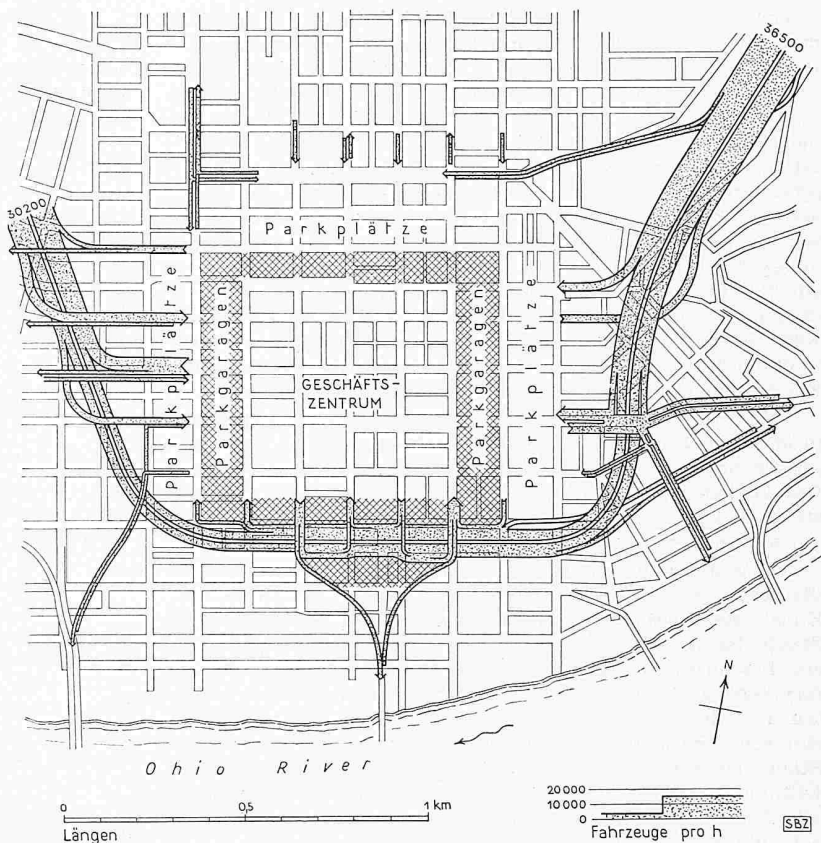 36500
30200
Parkplätze
Parkplätze
Parkgaragen
GESCHÄFTS-
ZENTRUM
Parkgaragen
Parkplätze
N
Ohio River
0 0,5 1 km
Längen
20000
10000
0
Fahrzeuge pro h
SBZ